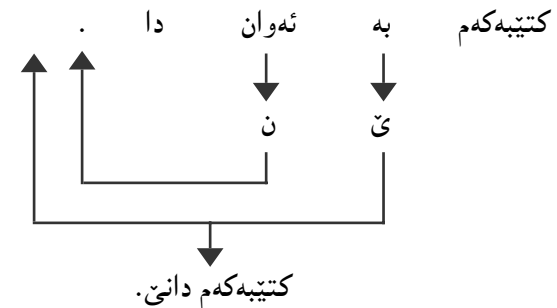 کتێبەکەم بە ئەوان دا .
ێ ن
کتێبەکەم دانێ.